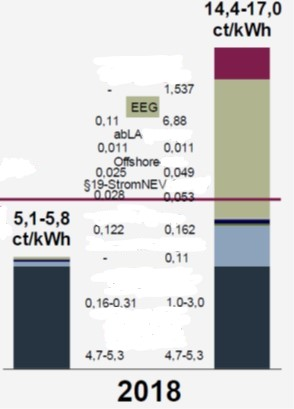 14,4-17,0
ct/kWh
- 1,537
EEG
0,11 6,88
abLA
0,011 0,011
Offshore
0,025 0,049
§19-StromNEV
0,028 0,053
5,1-5,8
ct/kWh
0,122 0,162
- 0,11
0,16-0.31 1.0-3,0
4,7-5,3 4,7-5,3
2018